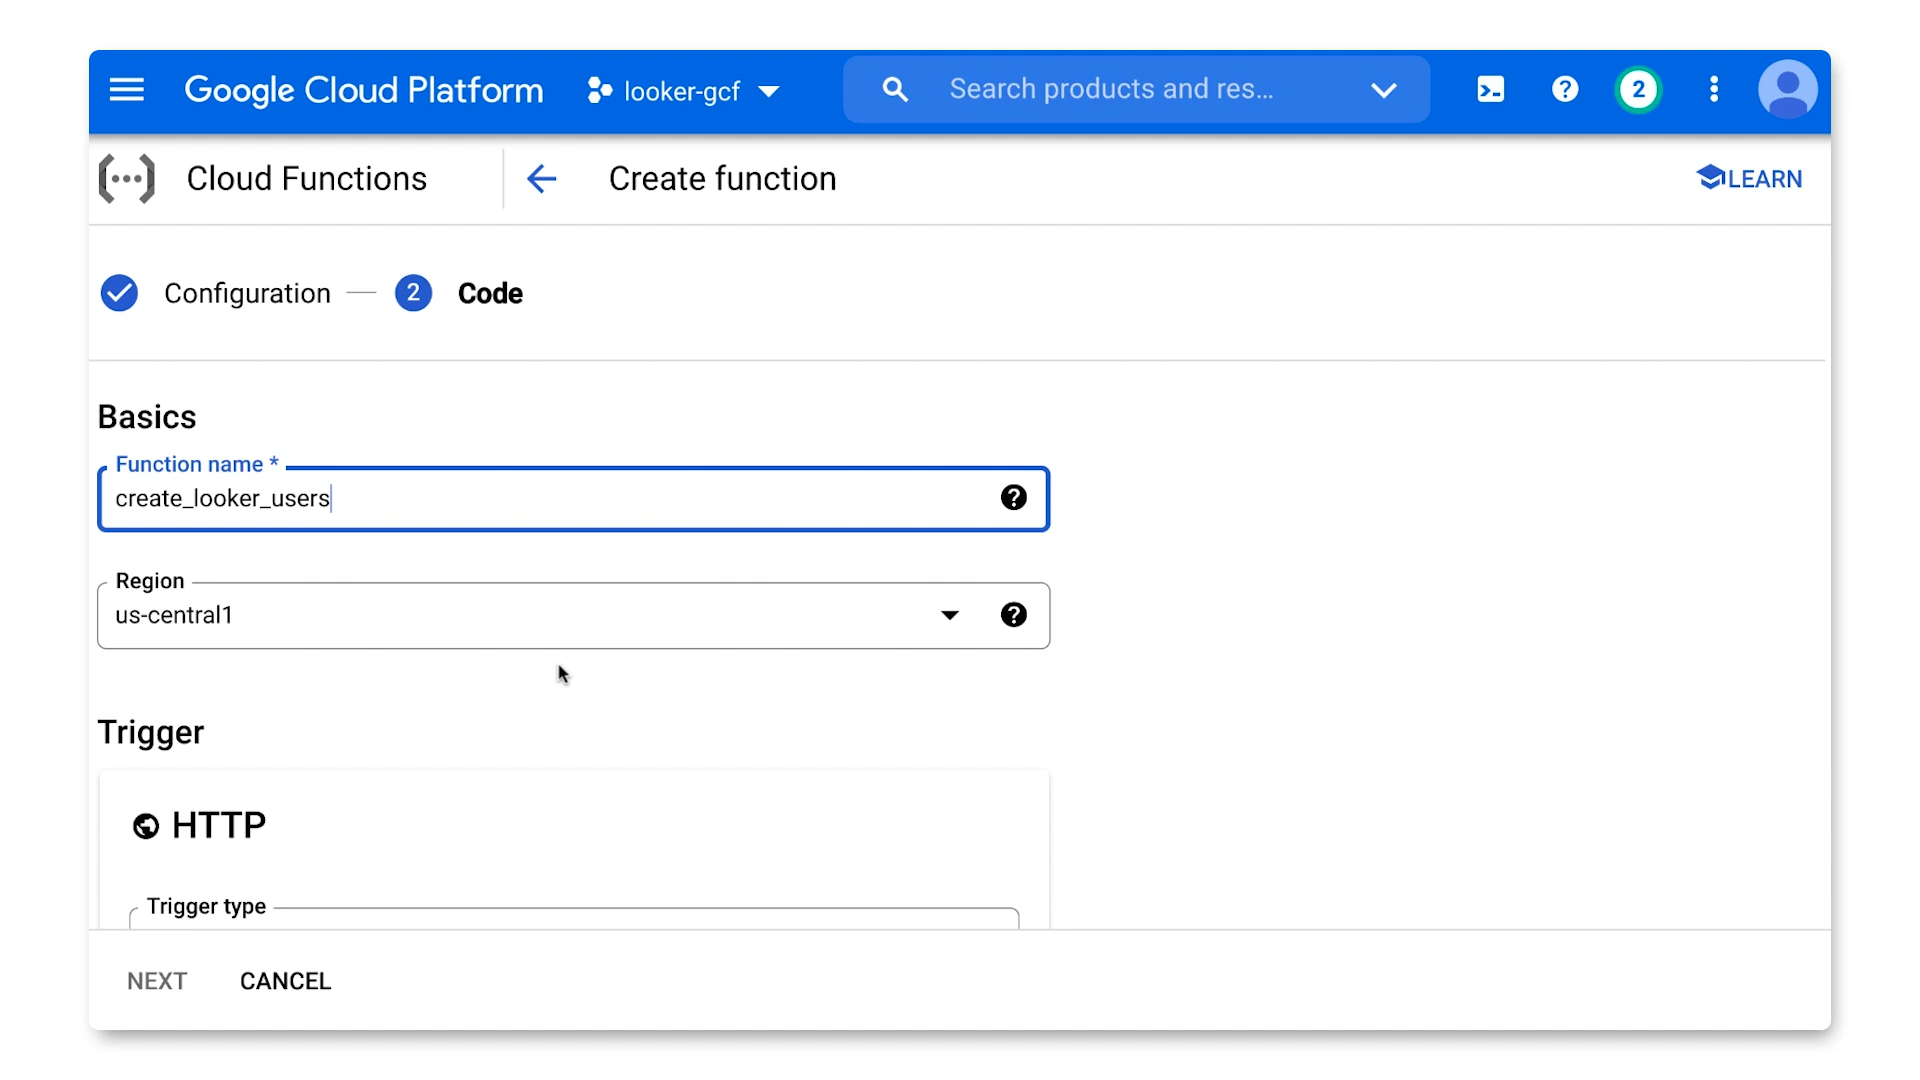 Google Cloud Platform
looker-gcf
Search products and res...
2
Cloud Functions
Create function
LEARN
Configuration
2
Code
Basics
Function name *
create_looker_users
Region
us-central1
Trigger
HTTP
Trigger type
NEXT
CANCEL